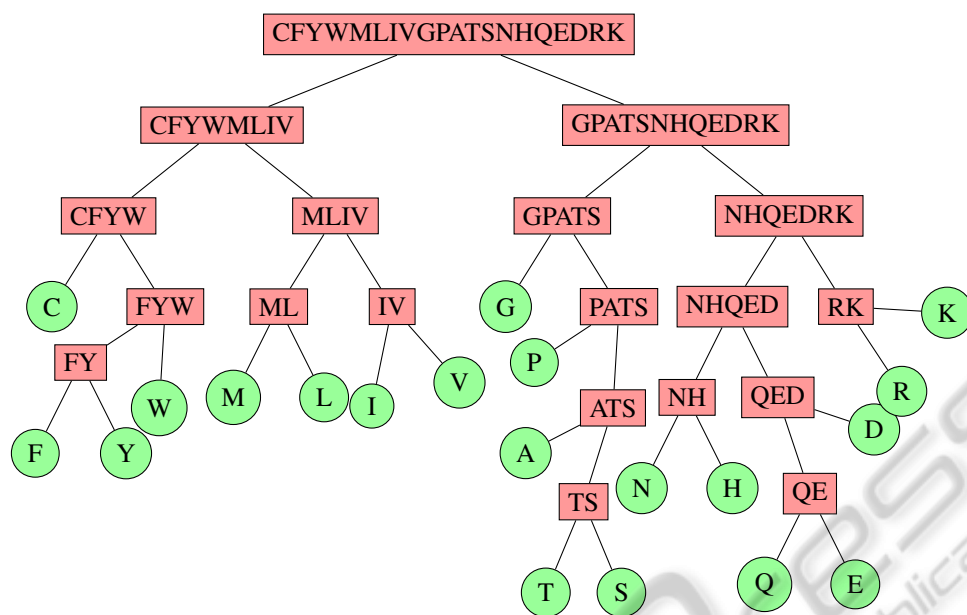 CFYWMLIVGPATSNHQEDRK
CFYWMLIV GPATSNHQEDRK
CFYW MLIV GPATS NHQEDRK
C FYW ML IV G PATS NHQED RK K
FY W M L I V P ATS NH QED R
F Y A N H D
TS QE
T S Q E